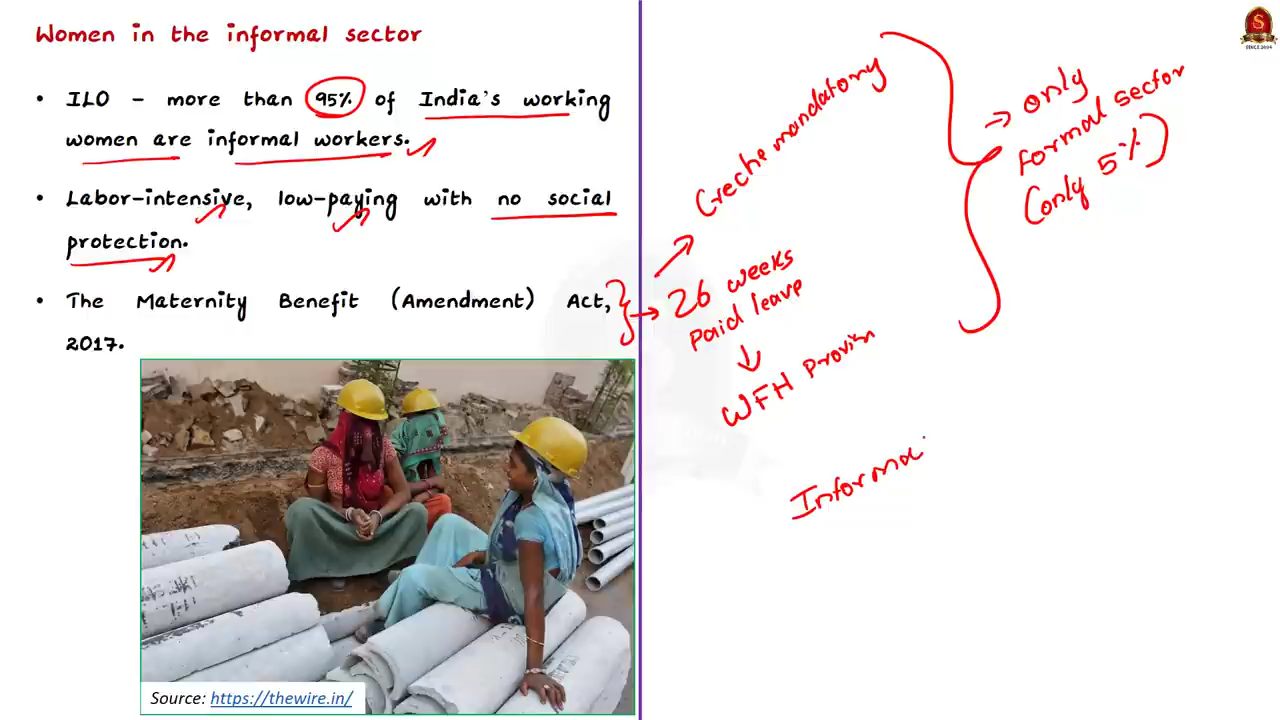 Women in the informal sector
• ILO – more than 95% of India's working
women are informal workers.
• Labor-intensive, low-paying with no social
protection.
• The Maternity Benefit (Amendment) Act,
2017.
Source: https://thewire.in/
Creche mandatory
26 weeks
paid leave
WFH
Informa
→ only
formal sector
(only 5%)
S
SINCE 2004